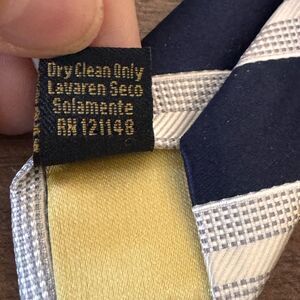 Dry Clean Only
Lavaren Seco
Solamente
RN 121148